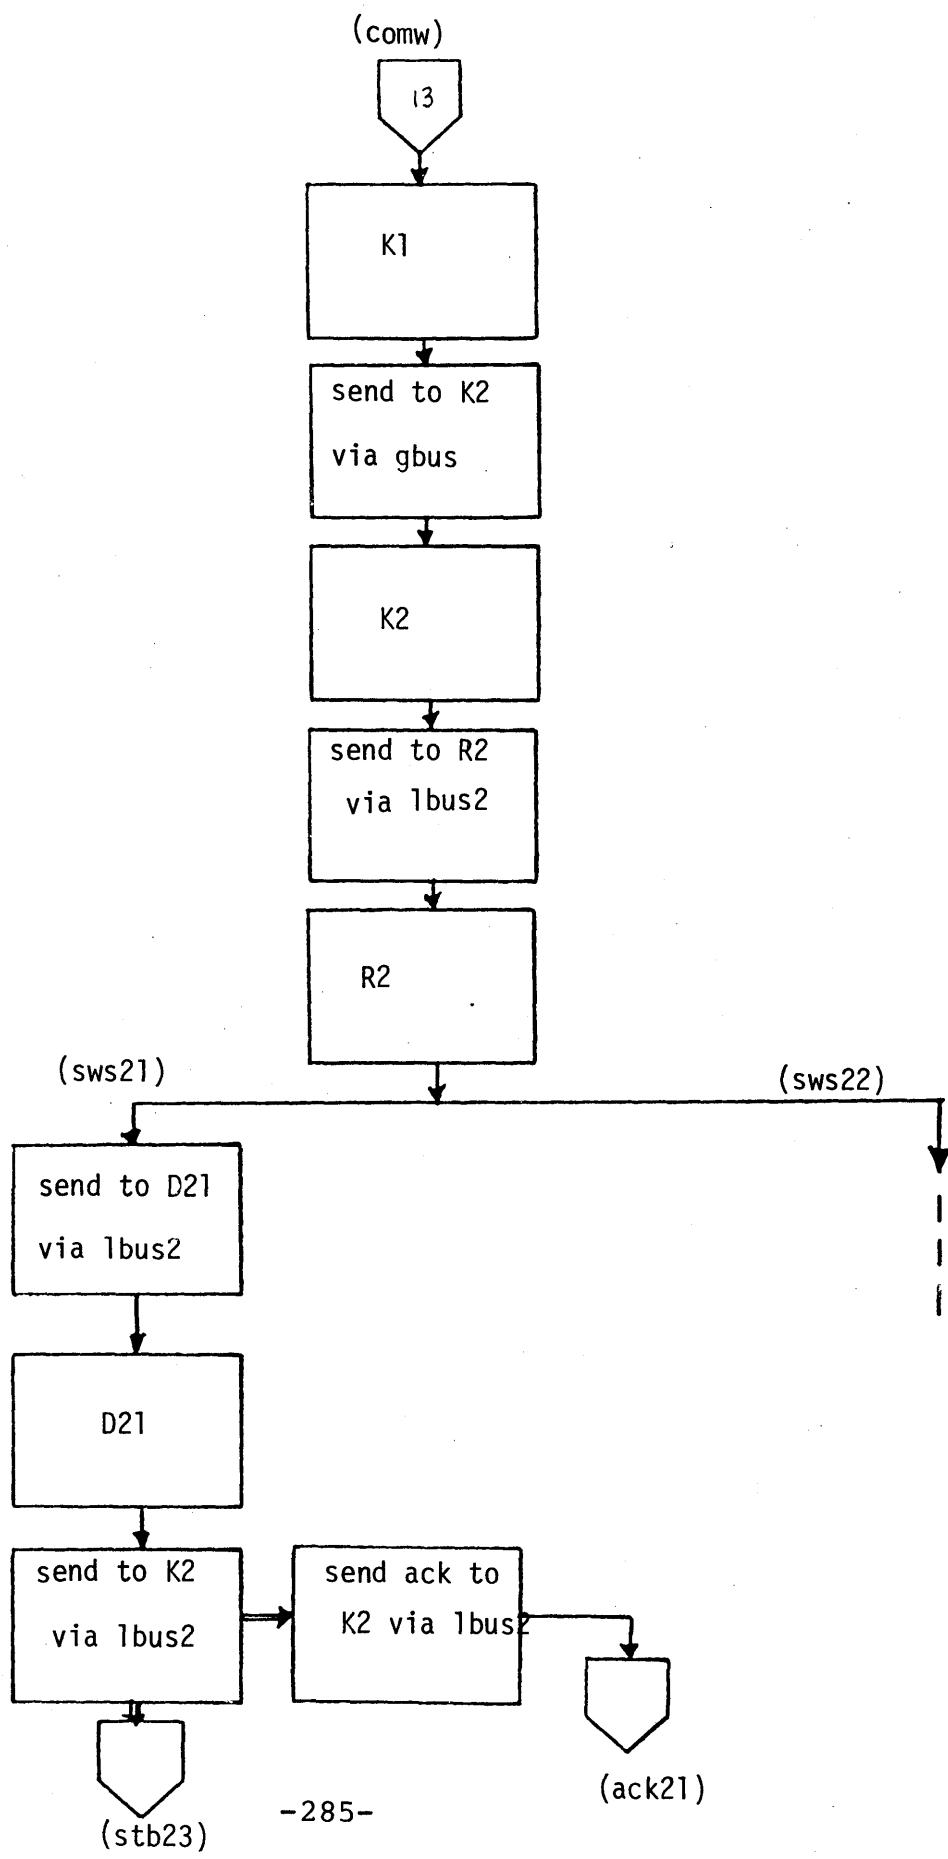 (comw)
13
K1
send to K2
via gbus
K2
send to R2
via lbus2
R2
(sws21)
(sws22)
send to D21
via lbus2
D21
send to K2
via lbus2
send ack to
K2 via lbus2
(ack21)
-285-
(stb23)